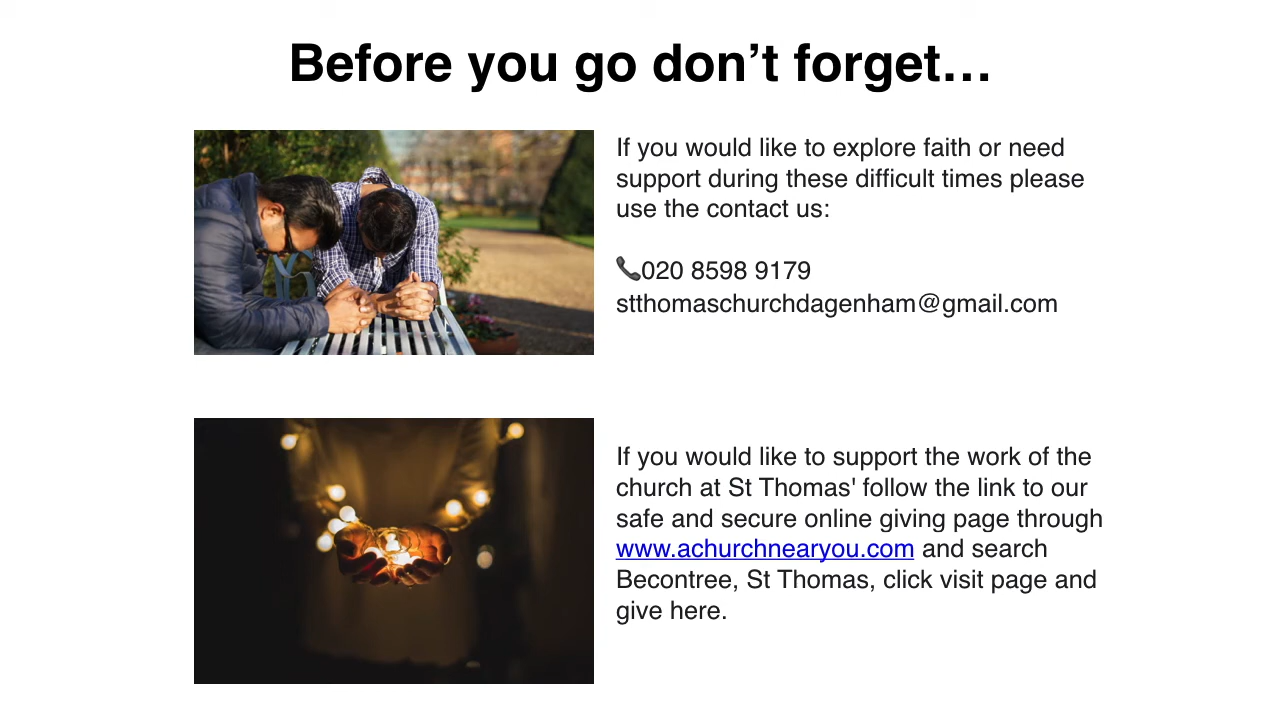 Before you go don’t forget…
If you would like to explore faith or need
support during these difficult times please
use the contact us:
📞020 8598 9179
stthomaschurchdagenham@gmail.com
If you would like to support the work of the
church at St Thomas' follow the link to our
safe and secure online giving page through
www.achurchnearyou.com and search
Becontree, St Thomas, click visit page and
give here.